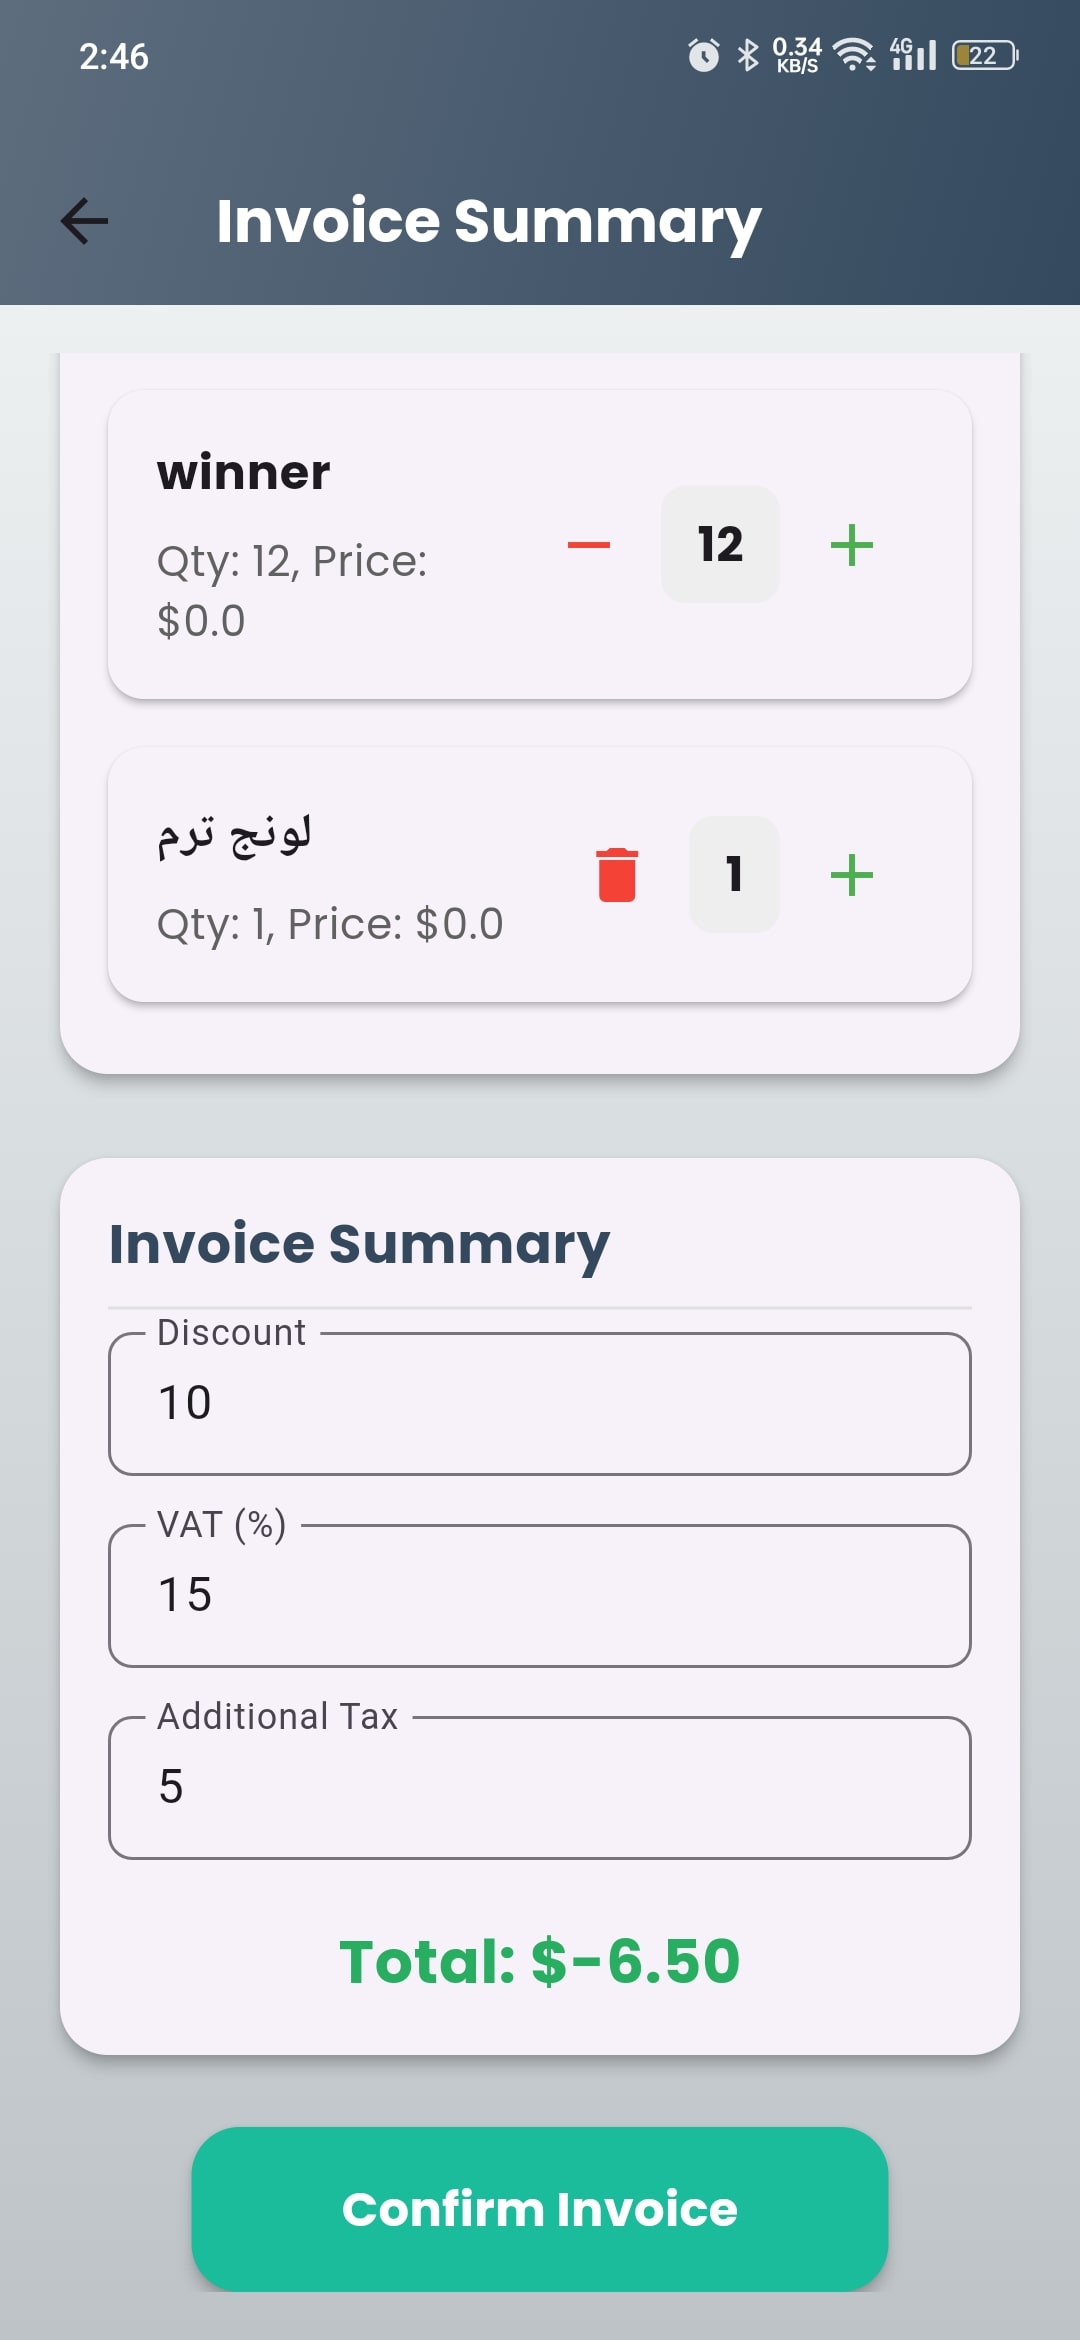 2:46
0.34
KB/S
4G
22
Invoice Summary
winner
Qty: 12, Price:
$0.0
12
لونج ترم
Qty: 1, Price: $0.0
1
Invoice Summary
Discount
10
VAT (%)
15
Additional Tax
5
Total: $-6.50
Confirm Invoice